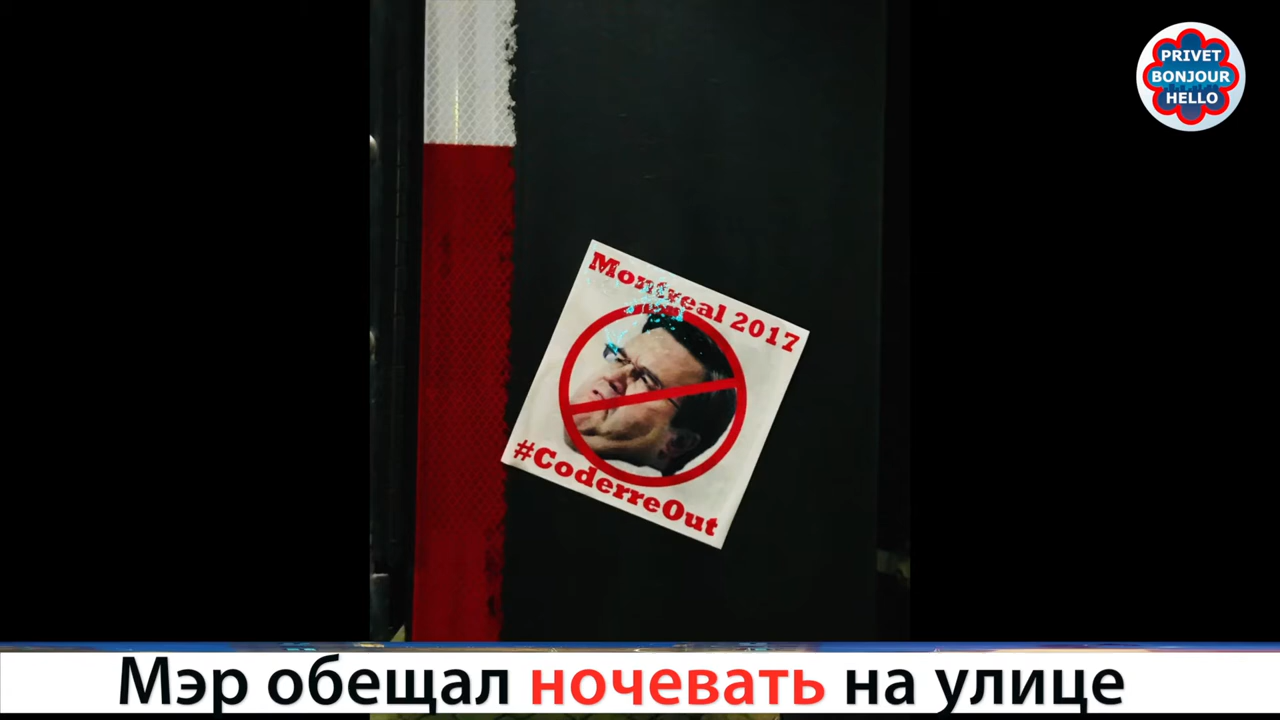 PRIVET
BONJOUR
HELLO
Montreal 2017
#CoderreOut
Мэр обещал ночевать на улице